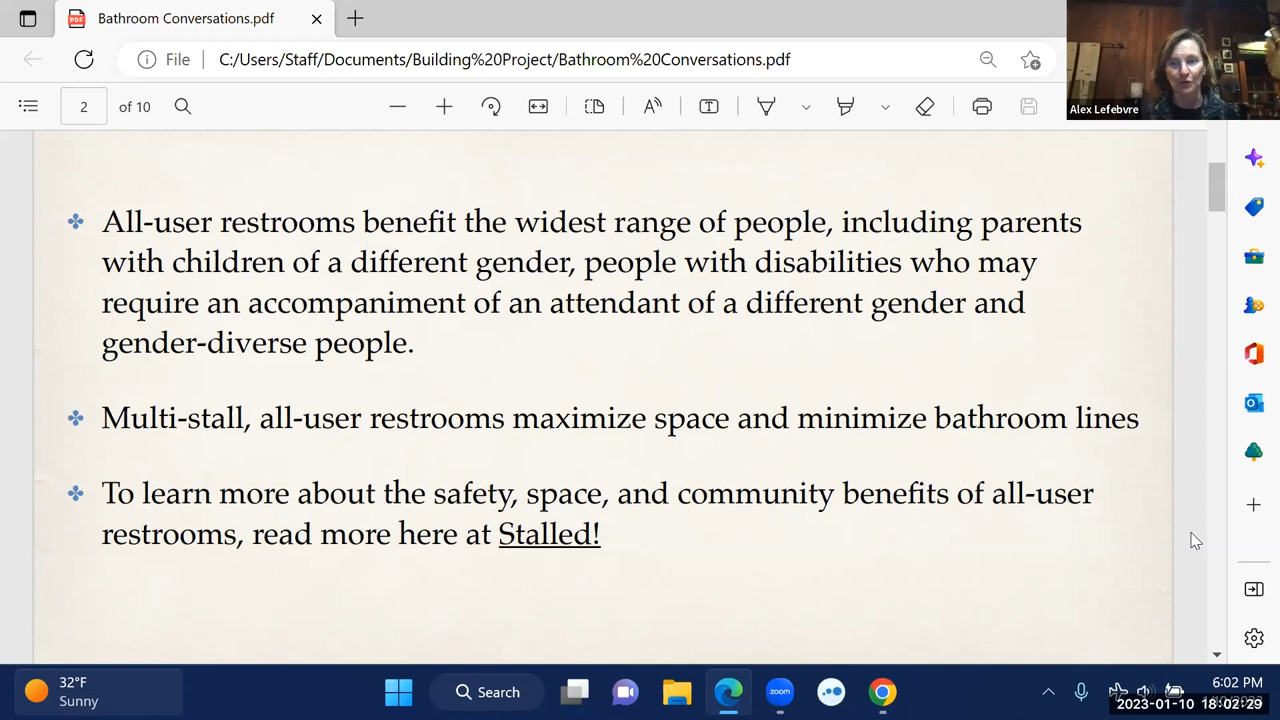 Bathroom Conversations.pdf
File
C:/Users/Staff/Documents/Building%20Project/Bathroom%20Conversations.pdf
Alex Lefebvre
2
of 10
All-user restrooms benefit the widest range of people, including parents
with children of a different gender, people with disabilities who may
require an accompaniment of an attendant of a different gender and
gender-diverse people.
Multi-stall, all-user restrooms maximize space and minimize bathroom lines
To learn more about the safety, space, and community benefits of all-user
restrooms, read more here at Stalled!
32°F
Sunny
Search
zoom
6:02 PM
2023-01-10 18:02:29